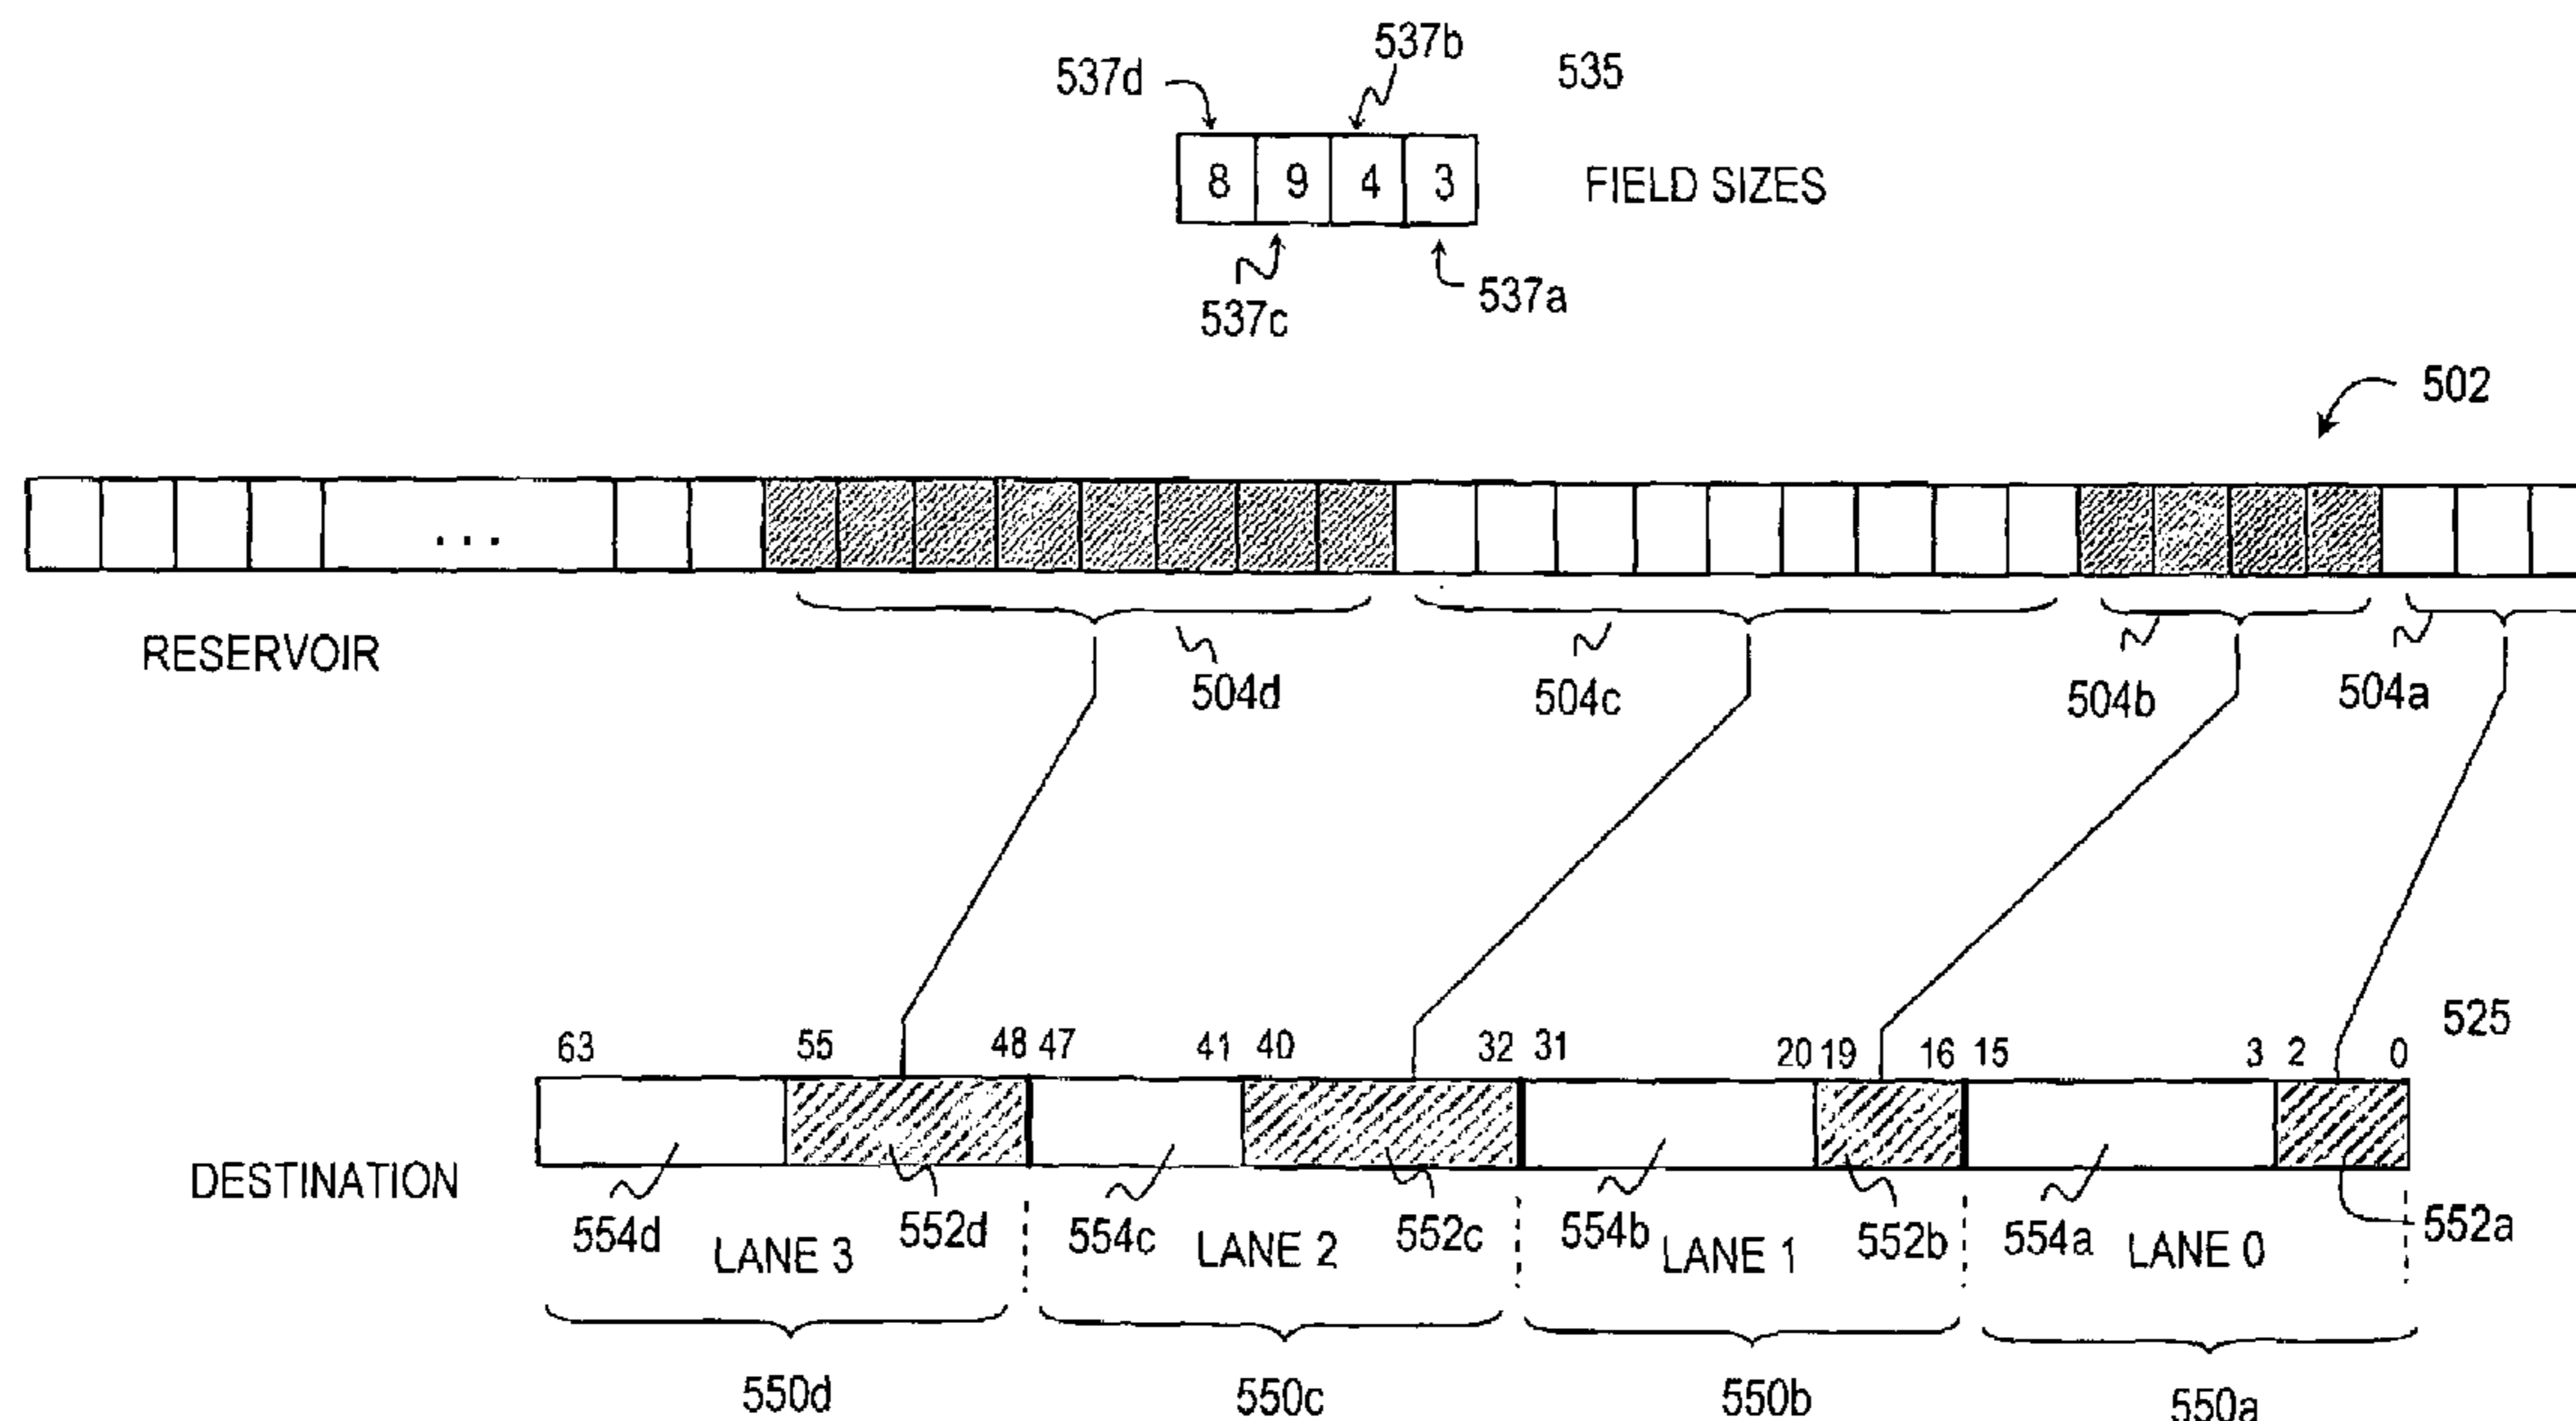 537b
537d
535
8 9 4 3
FIELD SIZES
537a
537c
502
. . .
RESERVOIR
504d
504c
504b
504a
525
63 55 48 47 41 40 32 31 20 19 16 15 3 2 0
DESTINATION
554d 552d 554c 552c 554b 552b 554a 552a
LANE 3 LANE 2 LANE 1 LANE 0
550d 550c 550b 550a